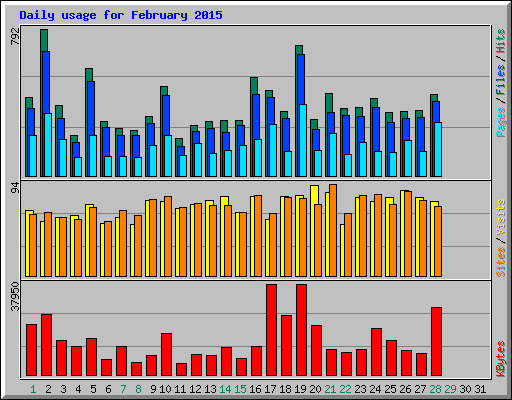 Daily usage for February 2015
792
Pages / Files / Hits
94
Sites / Visits
37950
KBytes
1 2 3 4 5 6 7 8 9 10 11 12 13 14 15 16 17 18 19 20 21 22 23 24 25 26 27 28 29 30 31